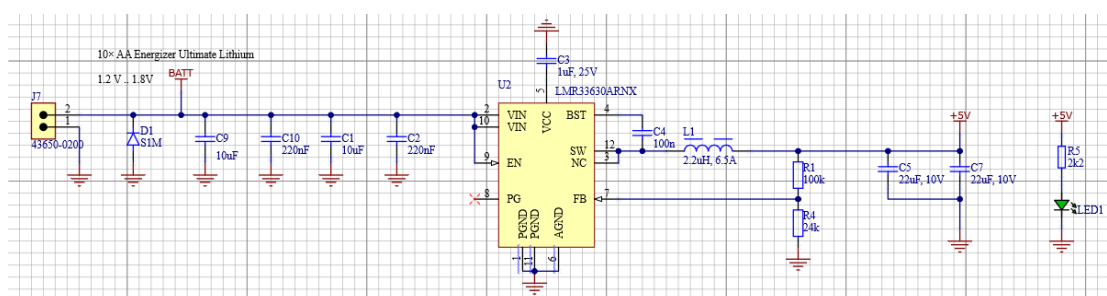 10× AA Energizer Ultimate Lithium
1.2 V .. 1.8V
BATT
J7
2
1
43650-0200
D1
S1M
C9
10uF
C10
220nF
C1
10uF
C2
220nF
C3
1uF, 25V
U2
LMR33630ARNX
5
VCC
2
VIN
10
VIN
9
EN
8
PG
BST
4
SW
12
NC
3
FB
7
PGND
PGND
AGND
1
11
6
C4
100n
L1
2.2uH, 6.5A
R1
100k
R4
24k
C5
22uF, 10V
+5V
C7
22uF, 10V
+5V
R5
2k2
LED1